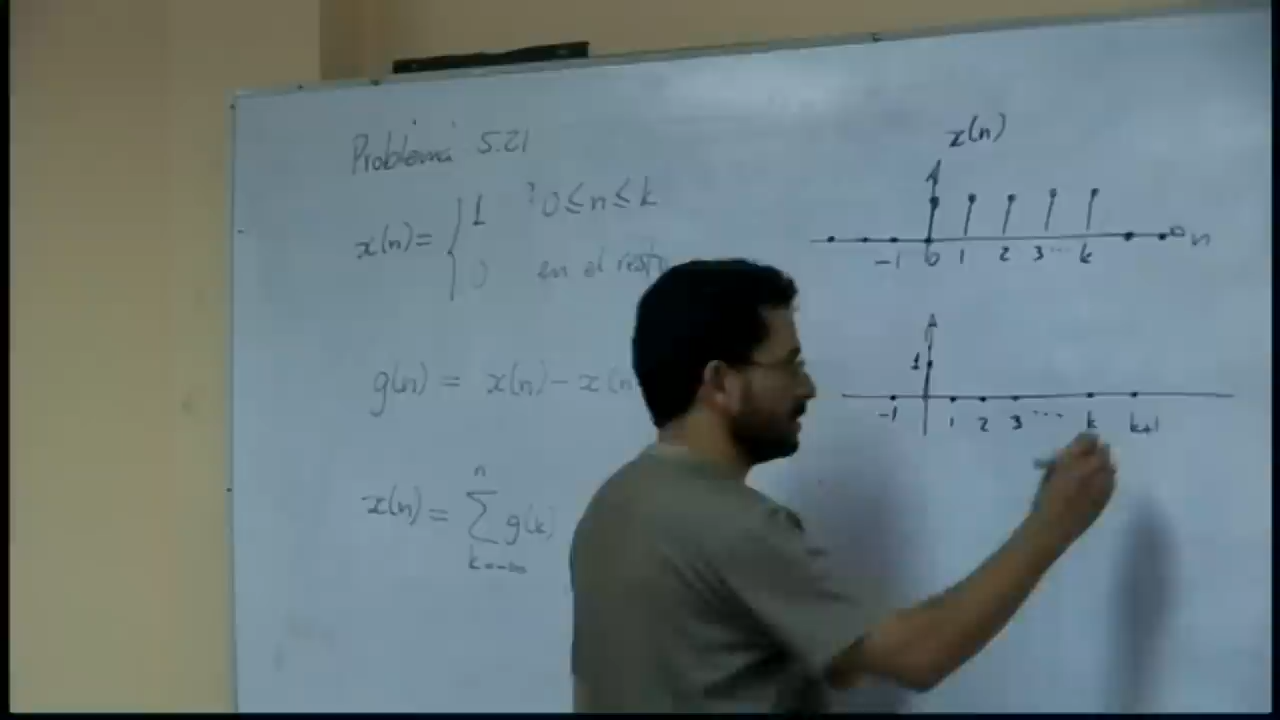 Problema 5.21
x(n) = { 1 , 0 ≤ n ≤ k
0 en el resto
g(n) = x(n) - x(n
x(n) = n Σ k=-∞ g(k)
x(n)
-1 0 1 2 3 ... k n
1
-1 1 2 3 ... k k+1